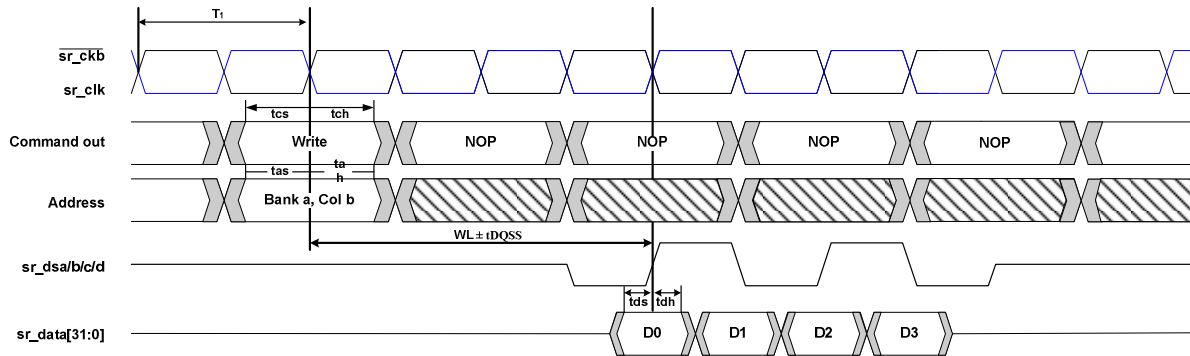 T1
sr_ckb
sr_clk
tcs tch
Command out Write NOP NOP NOP NOP
tas ta
h
Address Bank a, Col b
WL ± tDQSS
sr_dsa/b/c/d
tds tdh
sr_data[31:0] D0 D1 D2 D3